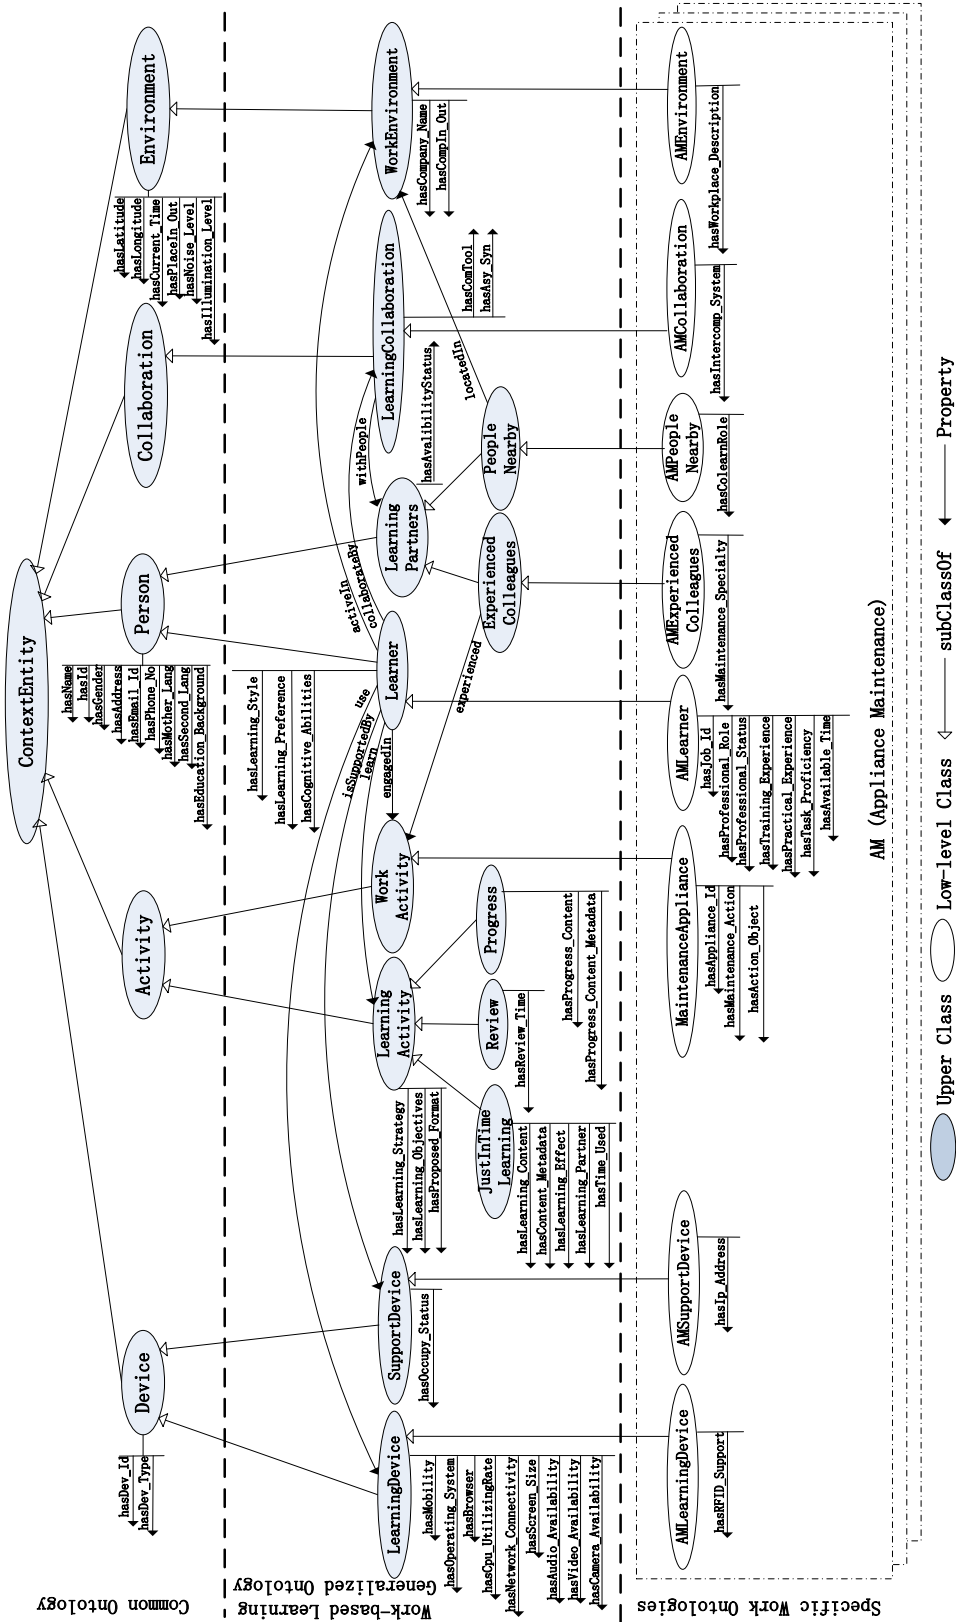 Common Ontology
ContextEntity
Device
hasDev_Id
hasDev_Type
Activity
Person
hasName
hasId
hasGender
hasAddress
hasEmail_Id
hasPhone_No
hasMother_Lang
hasSecond_Lang
hasEducation_Background
Collaboration
Environment
hasLatitude
hasLongitude
hasCurrent_Time
hasPlaceIn_Out
hasNoise_Level
hasIllumination_Level
Work-based Learning
Generalized Ontology
LearningDevice
hasMobility
hasOperating_System
hasBrowser
hasCpu_UtilizingRate
hasNetwork_Connectivity
hasScreen_Size
hasAudio_Availability
hasVideo_Availability
hasCamera_Availability
SupportDevice
hasOccupy_Status
Learning
Activity
hasLearning_Strategy
hasLearning_Objectives
hasProposed_Format
JustInTime
Learning
hasLearning_Content
hasContent_Metadata
hasLearning_Effect
hasLearning_Partner
hasTime_Used
Review
hasReview_Time
Progress
hasProgress_Content
hasProgress_Content_Metadata
Work
Activity
Learner
hasLearning_Style
hasLearning_Preference
hasCognitive_Abilities
use
isSupportedBy
learn
engagedIn
activeIn
collaborateBy
experienced
Learning
Partners
hasAvalibilityStatus
withPeople
Experienced
Colleagues
People
Nearby
locatedIn
LearningCollaboration
hasComTool
hasAsy_Syn
WorkEnvironment
hasCompany_Name
hasCompIn_Out
Specific Work Ontologies
AMLearningDevice
hasRFID_Support
AMSupportDevice
hasIp_Address
MaintenanceAppliance
hasAppliance_Id
hasMaintenance_Action
hasAction_Object
AMLearner
hasJob_Id
hasProfessional_Role
hasProfessional_Status
hasTraining_Experience
hasPractical_Experience
hasTask_Proficiency
hasAvailable_Time
AMExperienced
Colleagues
hasMaintenance_Specialty
AMPeople
Nearby
hasColearnRole
AMCollaboration
hasIntercomp_System
AMEnvironment
hasWorkplace_Description
AM (Appliance Maintenance)
Upper Class
Low-level Class
subClassOf
Property